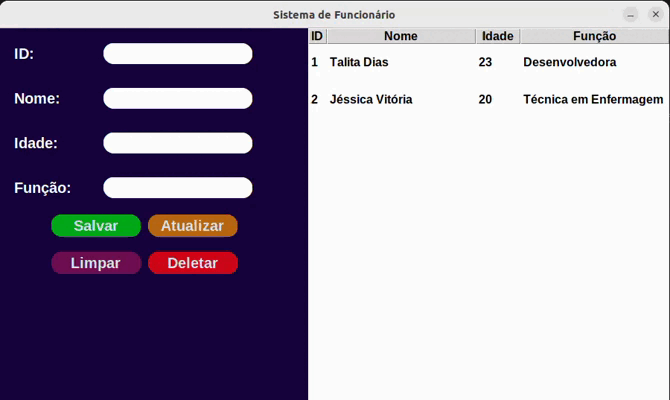 Sistema de Funcionário
ID:
Nome:
Idade:
Função:
Salvar Atualizar
Limpar Deletar
ID Nome Idade Função
1 Talita Dias 23 Desenvolvedora
2 Jéssica Vitória 20 Técnica em Enfermagem